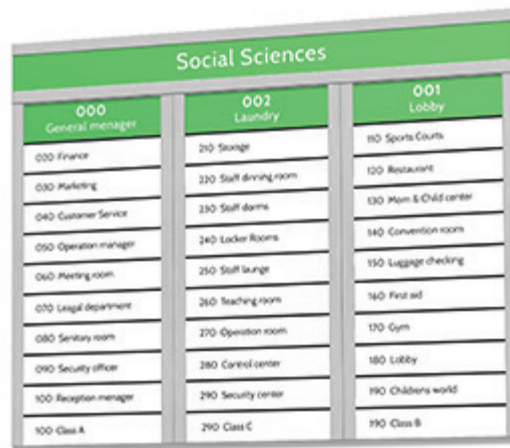 Social Sciences
000
General menager
020 Finance
030 Marketing
040 Customer Service
050 Operation manager
060 Meeting room
070 Leagal department
080 Sanitary room
090 Security officer
100 Reception manager
100 Class A
002
Laundry
210 Storage
220 Staff dinning room
230 Staff dorms
240 Locker Rooms
250 Staff launge
260 Teaching room
270 Operation room
280 Control center
290 Security center
290 Class C
001
Lobby
110 Sports Courts
120 Restaurant
130 Mom & Child center
140 Convention room
150 Luggage checking
160 First aid
170 Gym
180 Lobby
190 Childrens world
190 Class B